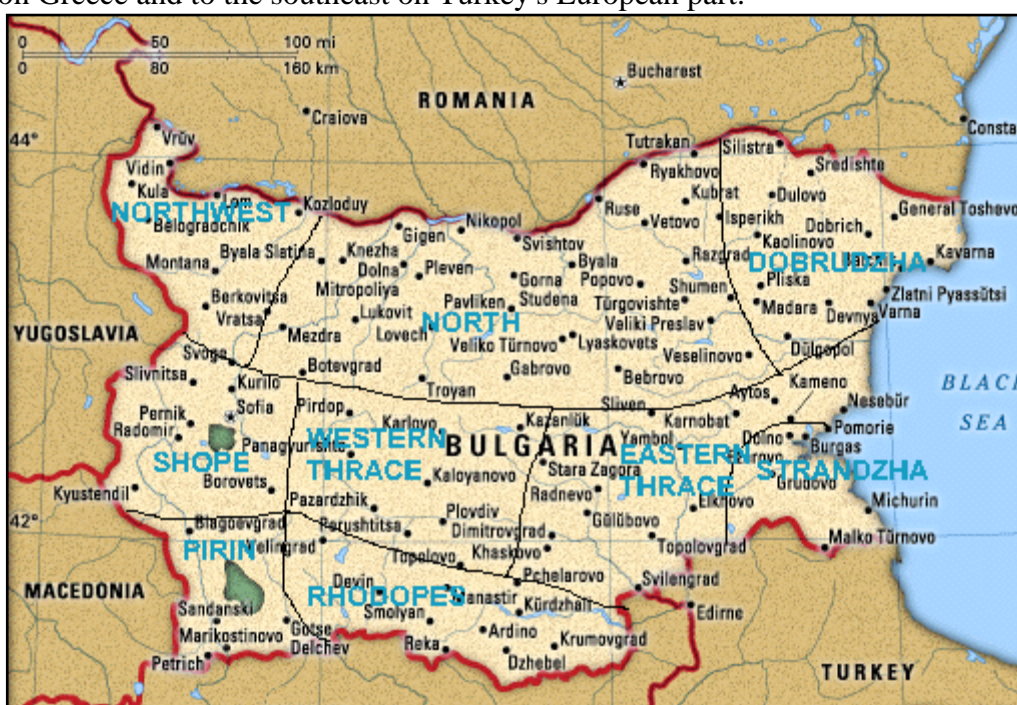 on Greece and to the southeast on Turkey's European part.
0 50 100 mi
0 80 160 km
Bucharest
ROMANIA
Craiova
Consta
44°
Vrŭv
Tutrakan
Silistra
Sredishte
Vidin
Ryakhovo
Kula
Kubrat
Dulovo
Lom
Kozloduy
NORTHWEST
Nikopol
Ruse
Vetovo
Isperikh
Dobrich
General Toshevo
Belogradchik
Gigen
Svishtov
Kaolinovo
Byala Slatina
Knezha
Byala
Razgrad
Kavarna
DOBRUDZHA
Montana
Dolna
Mitropoliya
Pleven
Gorna
Studena
Popovo
Shumen
Pliska
Zlatni Pyassŭtsi
Berkovitsa
Pavliken
Tŭrgovishte
Madara
Devnya
Varna
Vratsa
Lukovit
NORTH
Veliki Preslav
YUGOSLAVIA
Mezdra
Lovech
Veliko Tŭrnovo
Lyaskovets
Dŭlgopol
Svoga
Botevgrad
Veselinovo
Slivnitsa
Kurilo
Troyan
Gabrovo
Bebrovo
Aytos
Kameno
BLACK
SEA
Nesebŭr
Sofia
Pirdop
Karlovo
Kazanlŭk
Sliven
Karnobat
Pomorie
Pernik
Radomir
Panagyurishte
WESTERN
THRACE
BULGARIA
Yambol
EASTERN
THRACE
Dolno
Burgas
SHOPE
Stara Zagora
STRANDZHA
Borovets
Kaloyanovo
Grudovo
Kyustendil
Pazardzhik
Radnevo
Elkhovo
Michurin
42°
Blagoevgrad
Plovdiv
Gŭlŭbovo
Parushtitsa
Dimitrovgrad
Malko Tŭrnovo
PIRIN
Velingrad
Topolovo
Khaskovo
Topolovgrad
MACEDONIA
Devin
Pchelarovo
Svilengrad
RHODOPES
Sandanski
Smolyan
Kŭrdzhali
Edirne
Marikostinovo
Gotse
Delchev
Ardino
Petrich
Reka
Krumovgrad
Dzhebel
TURKEY